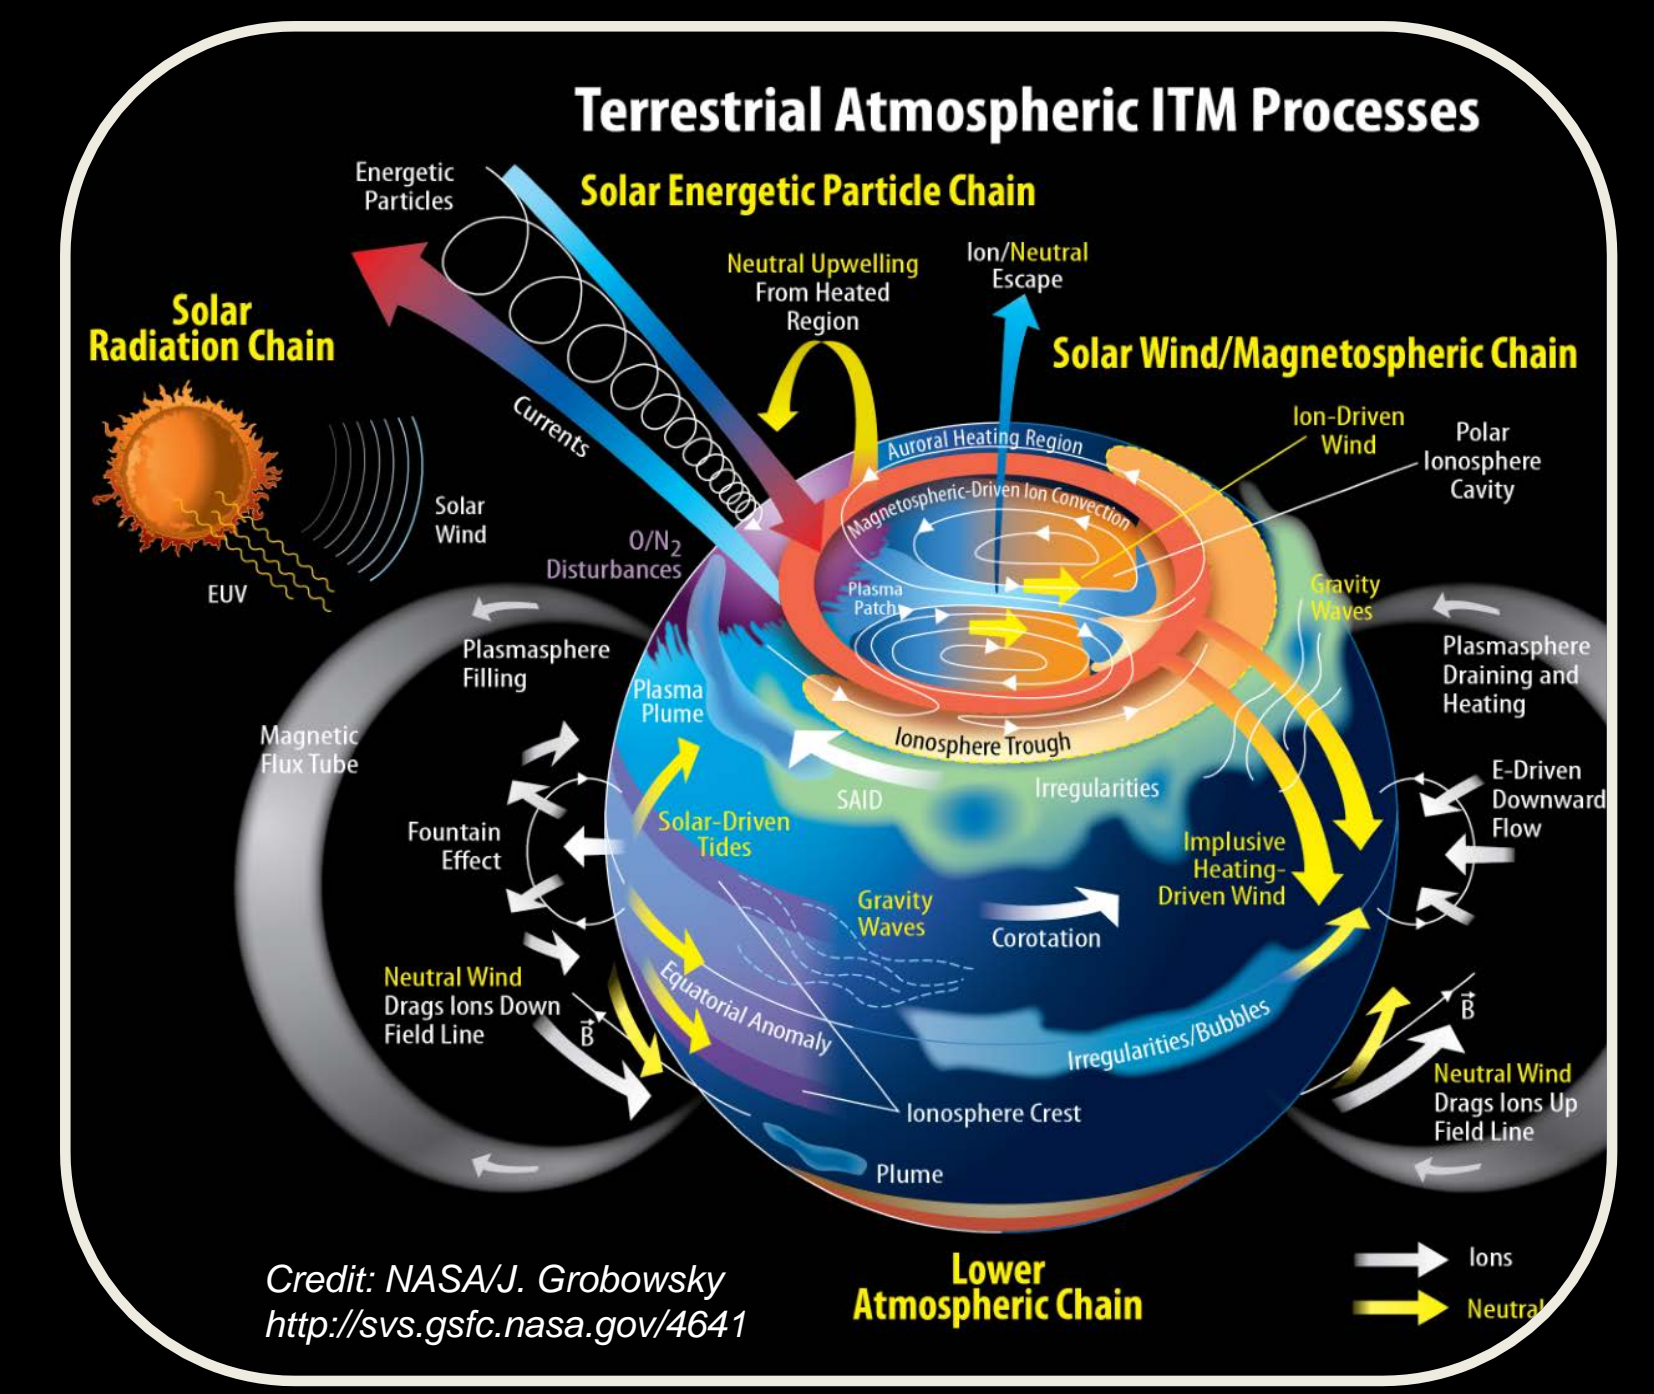 Terrestrial Atmospheric ITM Processes
Energetic
Particles
Solar Energetic Particle Chain
Neutral Upwelling
From Heated
Region
Ion/Neutral
Escape
Solar
Radiation Chain
Solar Wind/Magnetospheric Chain
Currents
Ion-Driven
Wind
Polar
Ionosphere
Cavity
Auroral Heating Region
Magnetospheric-Driven Ion Convection
Solar
Wind
EUV
O/N2
Disturbances
Plasma
Patch
Gravity
Waves
Plasmasphere
Filling
Plasmasphere
Draining and
Heating
Plasma
Plume
Magnetic
Flux Tube
Ionosphere Trough
SAID
Irregularities
E-Driven
Downward
Flow
Fountain
Effect
Solar-Driven
Tides
Implusive
Heating-
Driven Wind
Gravity
Waves
Corotation
Neutral Wind
Drags Ions Down
Field Line
B
Equatorial Anomaly
Irregularities/Bubbles
B
Neutral Wind
Drags Ions Up
Field Line
Ionosphere Crest
Plume
Lower
Atmospheric Chain
Ions
Neutral
Credit: NASA/J. Grobowsky
http://svs.gsfc.nasa.gov/4641